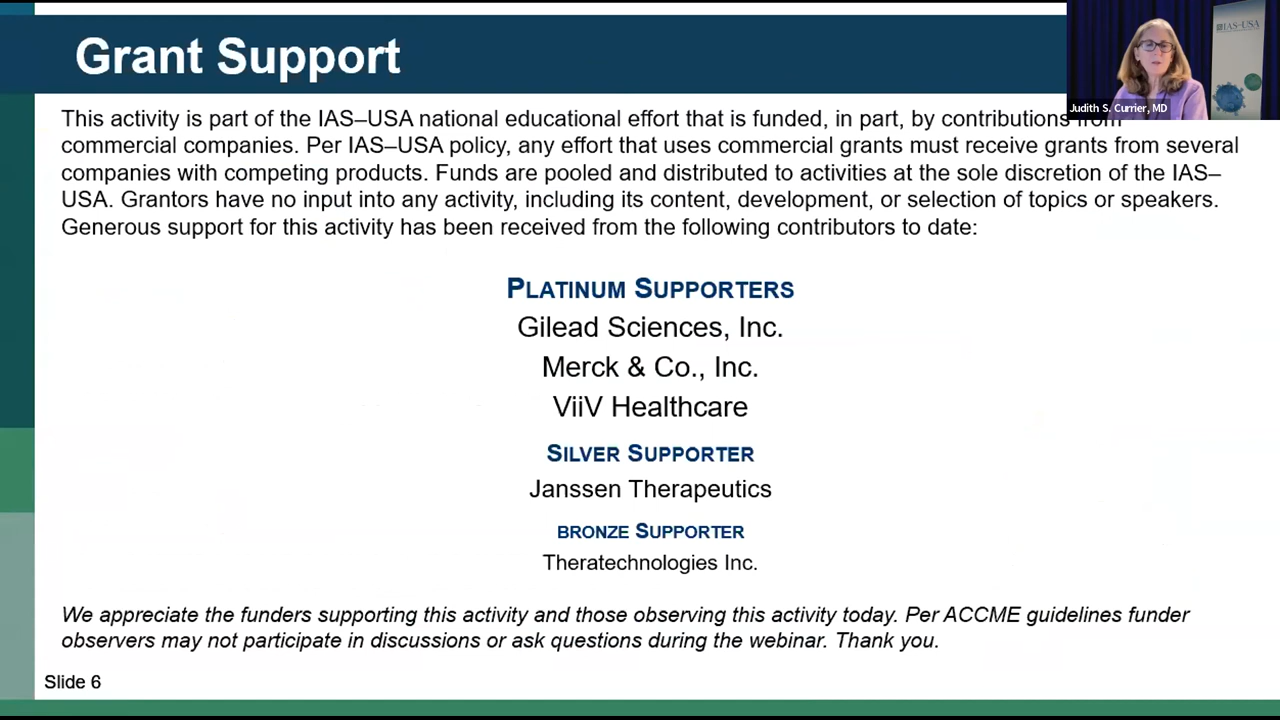 Grant Support
IAS-USA
Judith S. Currier, MD
This activity is part of the IAS–USA national educational effort that is funded, in part, by contributions from
commercial companies. Per IAS–USA policy, any effort that uses commercial grants must receive grants from several
companies with competing products. Funds are pooled and distributed to activities at the sole discretion of the IAS–
USA. Grantors have no input into any activity, including its content, development, or selection of topics or speakers.
Generous support for this activity has been received from the following contributors to date:
PLATINUM SUPPORTERS
Gilead Sciences, Inc.
Merck & Co., Inc.
ViiV Healthcare
SILVER SUPPORTER
Janssen Therapeutics
BRONZE SUPPORTER
Theratechnologies Inc.
We appreciate the funders supporting this activity and those observing this activity today. Per ACCME guidelines funder
observers may not participate in discussions or ask questions during the webinar. Thank you.
Slide 6